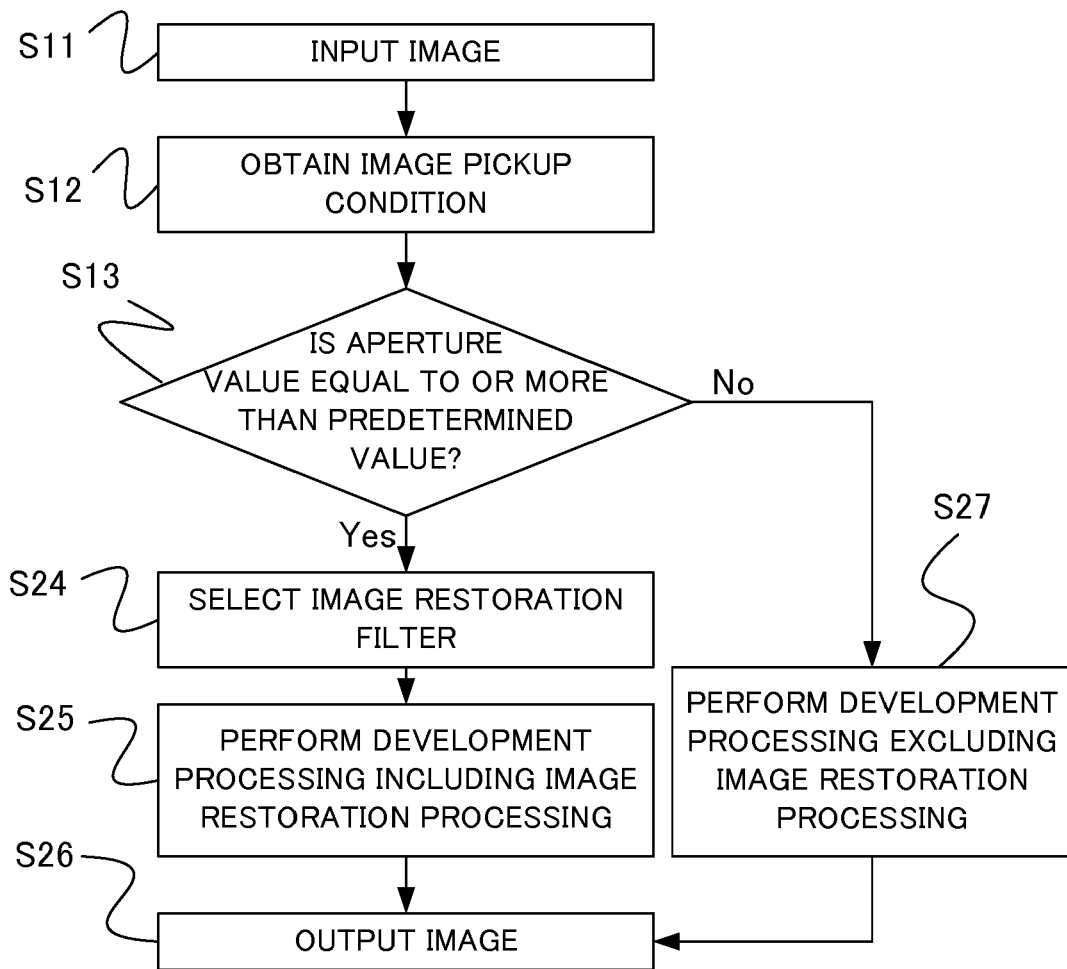 S11
INPUT IMAGE
S12
OBTAIN IMAGE PICKUP
CONDITION
S13
IS APERTURE
VALUE EQUAL TO OR MORE
THAN PREDETERMINED
VALUE?
No
Yes
S24
SELECT IMAGE RESTORATION
FILTER
S25
PERFORM DEVELOPMENT
PROCESSING INCLUDING IMAGE
RESTORATION PROCESSING
S27
PERFORM DEVELOPMENT
PROCESSING EXCLUDING
IMAGE RESTORATION
PROCESSING
S26
OUTPUT IMAGE